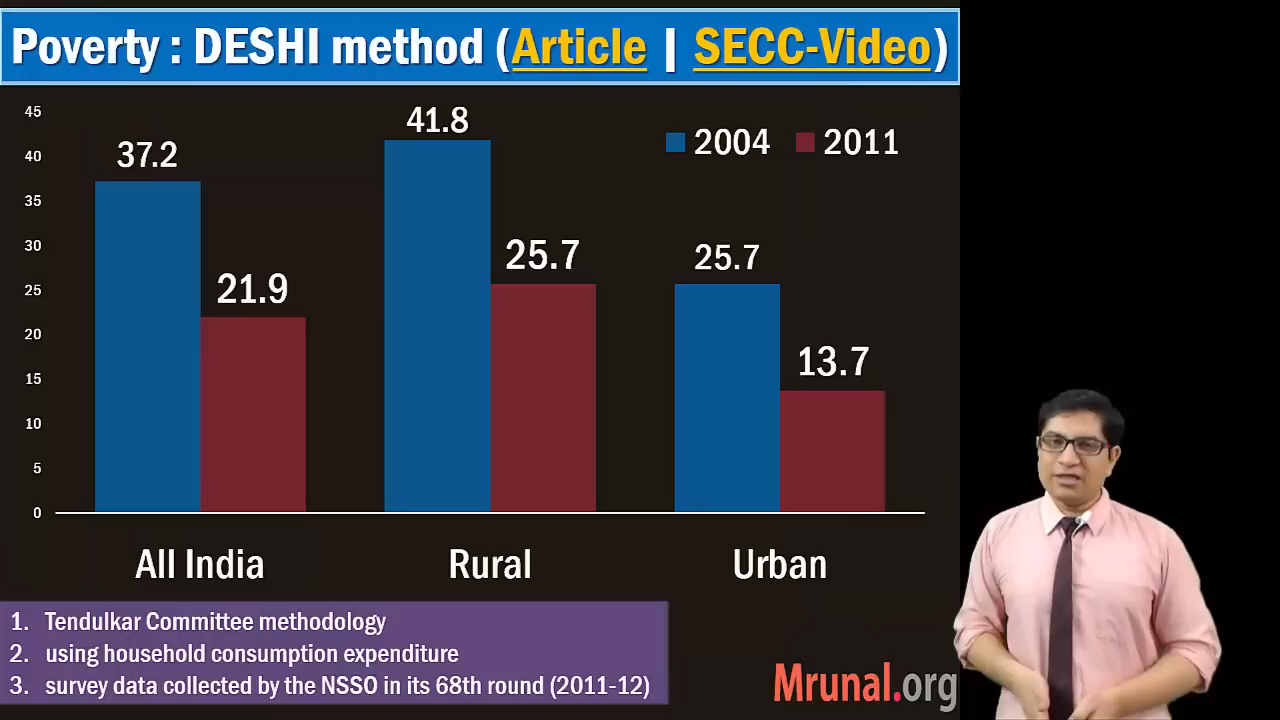 Poverty : DESHI method (Article | SECC-Video)
45
40
35
30
25
20
15
10
5
0
37.2
21.9
41.8
25.7
25.7
13.7
2004 2011
All India Rural Urban
1. Tendulkar Committee methodology
2. using household consumption expenditure
3. survey data collected by the NSSO in its 68th round (2011-12)
Mrunal.org